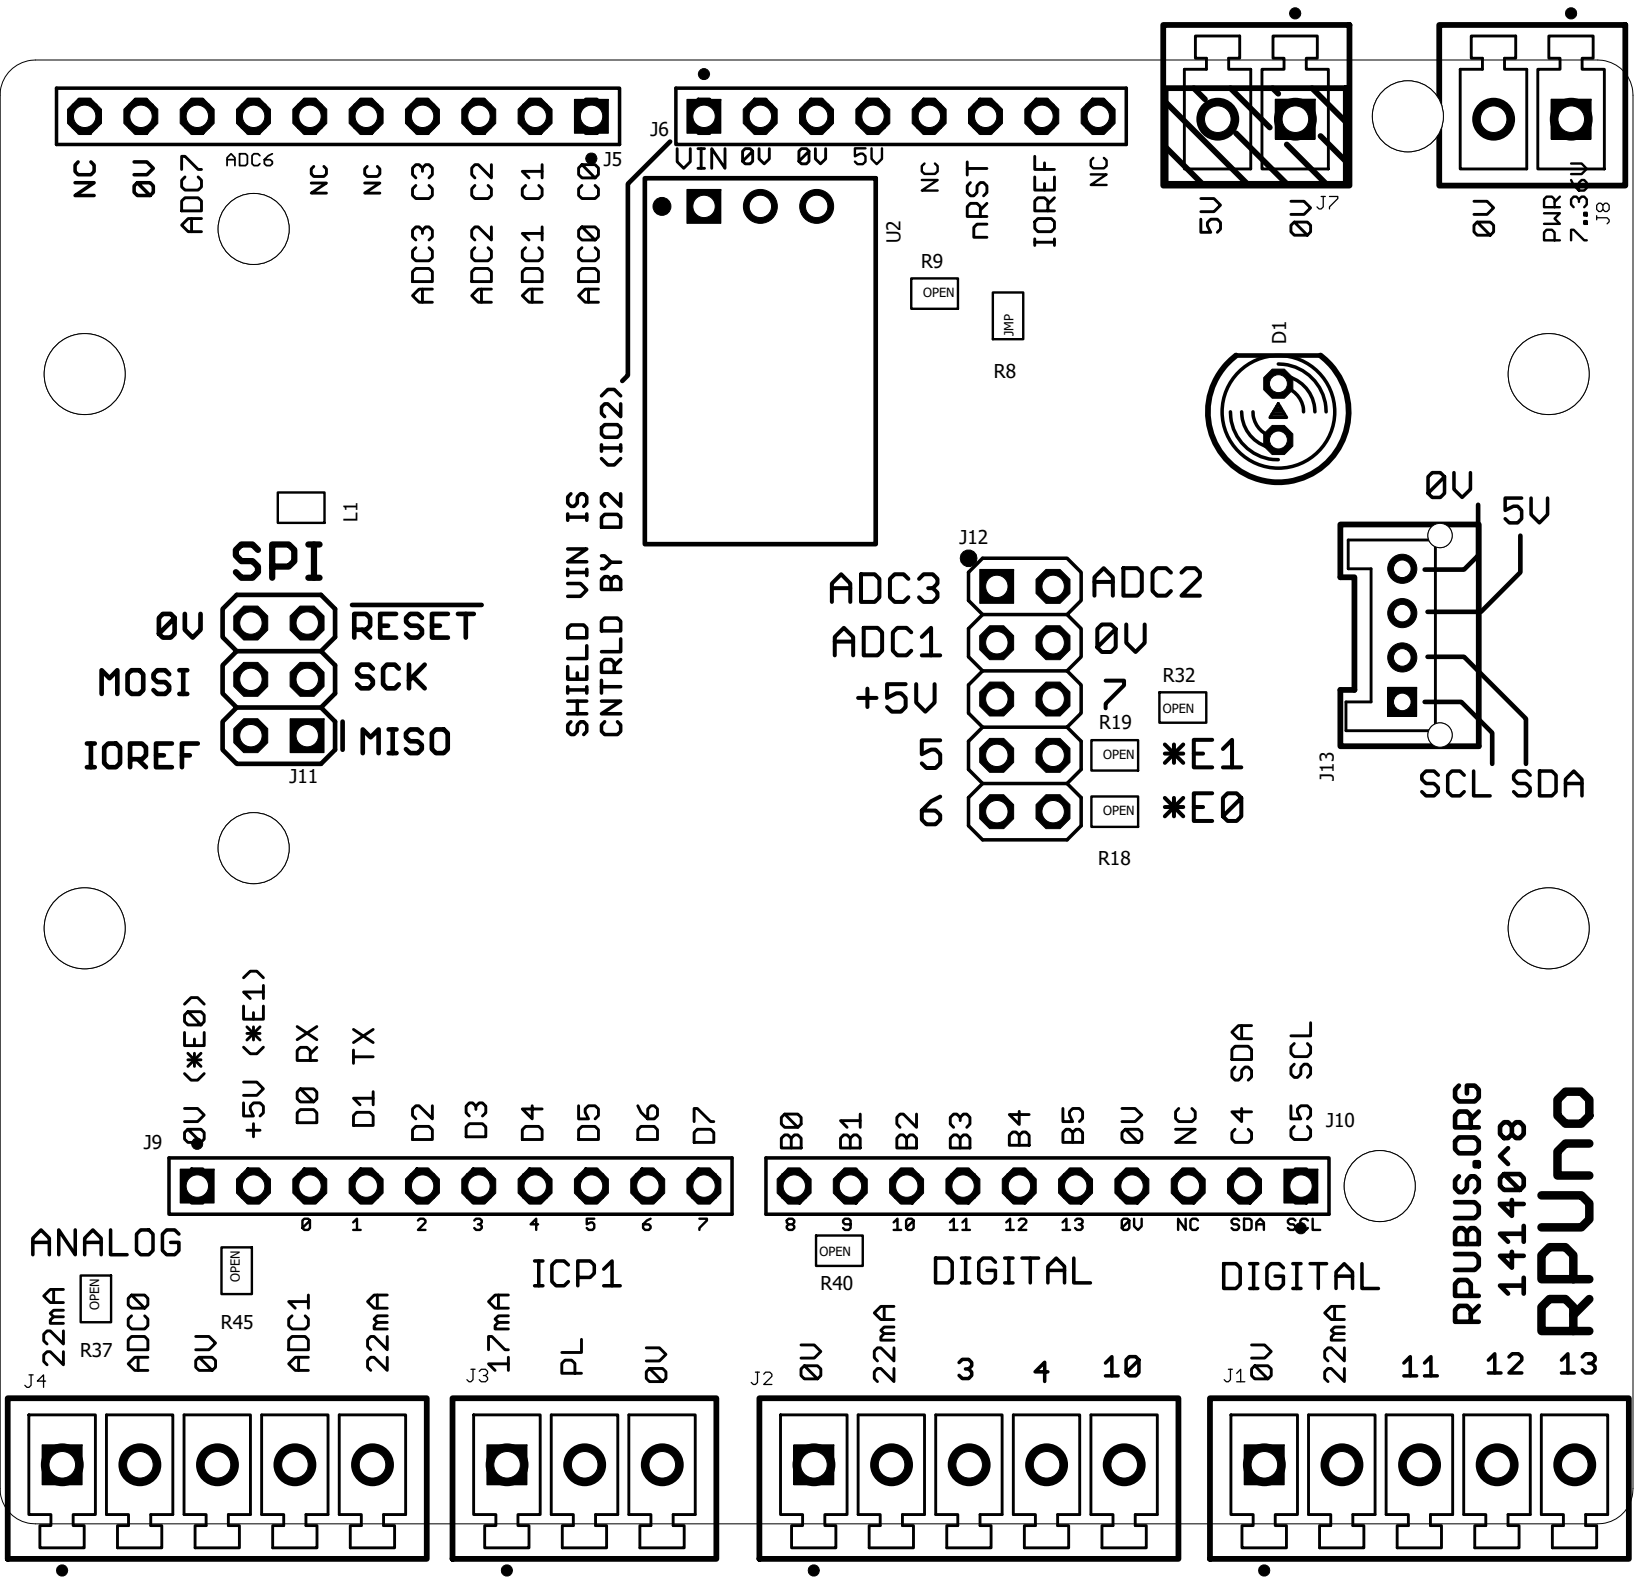 NC
0V
ADC7
ADC6
NC
NC
ADC3 C3
ADC2 C2
ADC1 C1
ADC0 C0
J5
J6
VIN
0V
0V
5V
NC
nRST
IOREF
NC
5V
0V
J7
0V
PWR
7..36V
J8
U2
R9
OPEN
JMP
R8
D1
SHIELD VIN IS
CNTRLD BY D2 (IO2)
L1
SPI
0V
RESET
MOSI
SCK
IOREF
MISO
J11
J12
ADC3
ADC2
ADC1
0V
+5V
7
R32
OPEN
R19
5
OPEN
*E1
6
OPEN
*E0
R18
0V
5V
J13
SCL
SDA
J9
0V (*E0)
+5V (*E1)
D0 RX
D1 TX
D2
D3
D4
D5
D6
D7
B0
B1
B2
B3
B4
B5
0V
NC
C4 SDA
C5 SCL
J10
0
1
2
3
4
5
6
7
8
9
10
11
12
13
0V
NC
SDA
SCL
RPUBUS.ORG
14140^8
RPUno
ANALOG
OPEN
R37
OPEN
R45
ICP1
OPEN
R40
DIGITAL
DIGITAL
22mA
ADC0
0V
ADC1
22mA
J4
17mA
PL
0V
J3
0V
22mA
3
4
10
J2
0V
22mA
11
12
13
J1